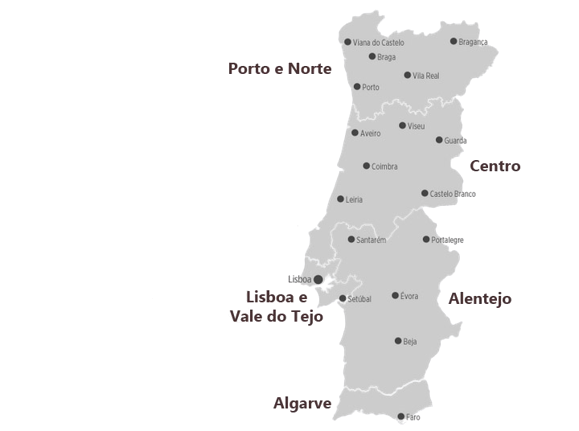 Viana do Castelo
Bragança
Braga
Porto e Norte
Vila Real
Porto
Viseu
Aveiro
Guarda
Coimbra
Centro
Castelo Branco
Leiria
Santarém
Portalegre
Lisboa
Lisboa e
Vale do Tejo
Setúbal
Évora
Alentejo
Beja
Algarve
Faro